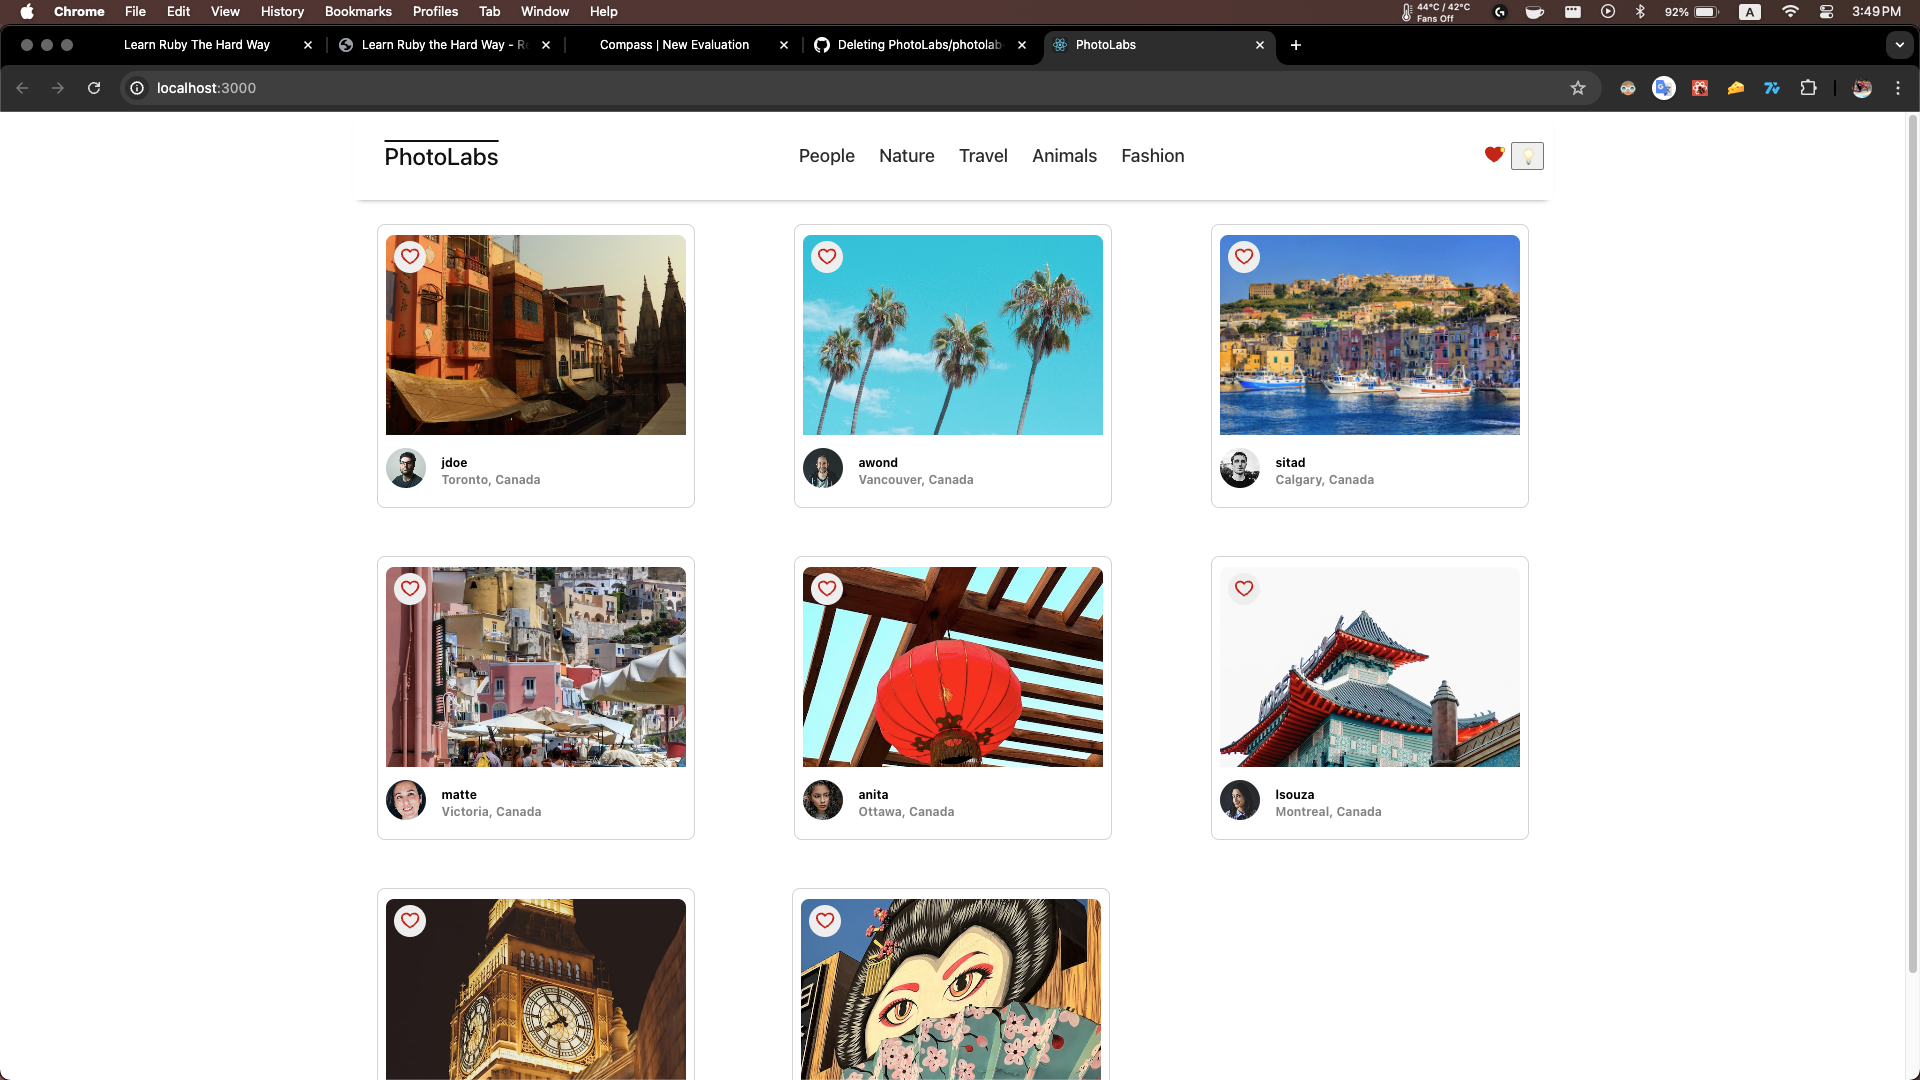 Chrome File Edit View History Bookmarks Profiles Tab Window Help 44°C / 42°C Fans Off 92% A 3:49 PM
Learn Ruby The Hard Way Learn Ruby the Hard Way - Re Compass | New Evaluation Deleting PhotoLabs/photolab PhotoLabs
localhost:3000
PhotoLabs People Nature Travel Animals Fashion
jdoe
Toronto, Canada
awond
Vancouver, Canada
sitad
Calgary, Canada
matte
Victoria, Canada
anita
Ottawa, Canada
lsouza
Montreal, Canada